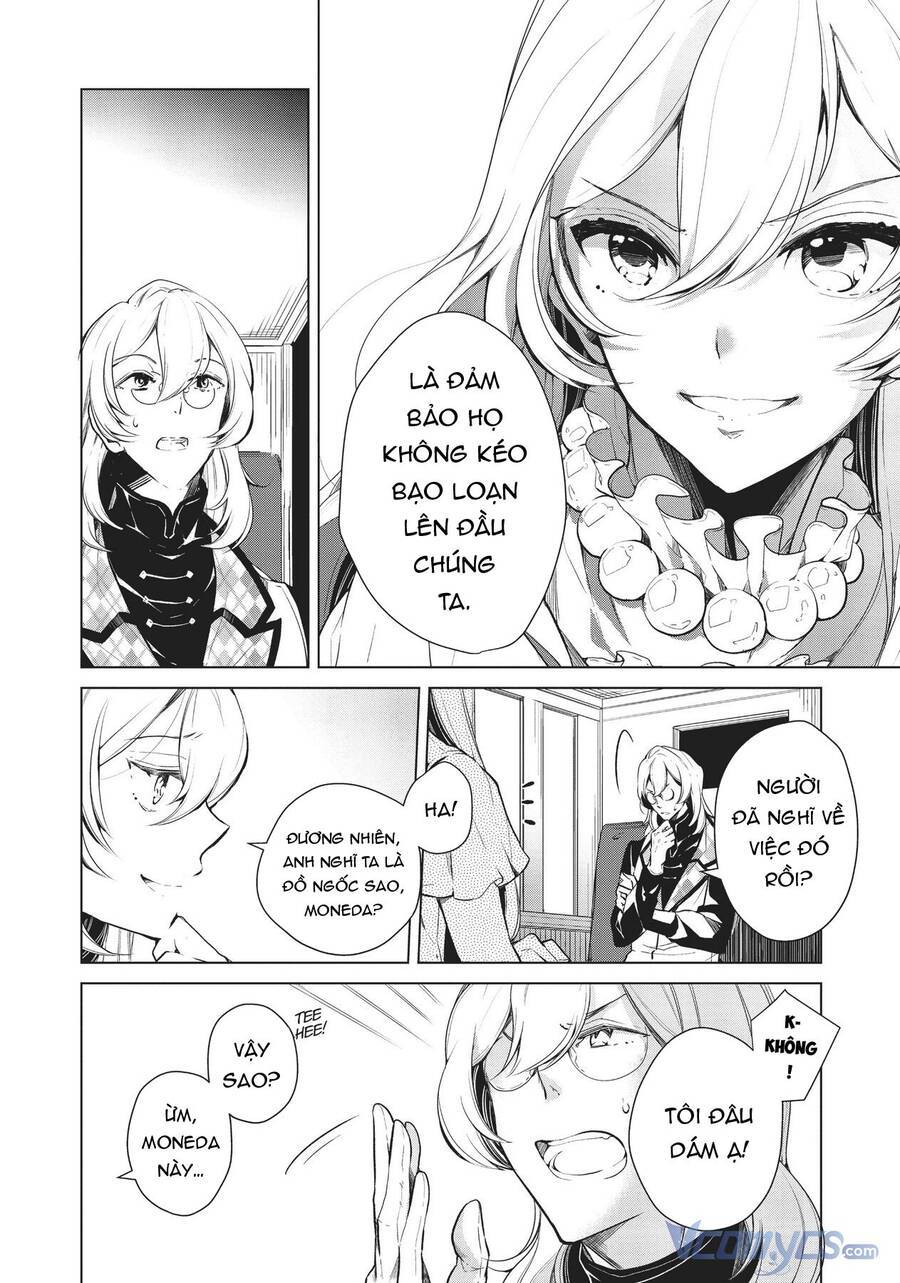 LÀ ĐẢM
BẢO HỌ
KHÔNG KÉO
BẠO LOẠN
LÊN ĐẦU
CHÚNG
TA.
NGƯỜI
ĐÃ NGHĨ VỀ
VIỆC ĐÓ
RỒI?
HA!
ĐƯƠNG NHIÊN,
ANH NGHĨ TA LÀ
ĐỒ NGỐC SAO,
MONEDA?
K-
KHÔNG
!
TÔI ĐÂU
DÁM Ạ!
TEE
HEE!
VẬY
SAO?
ỪM,
MONEDA
NÀY...
VCOMYCS.com